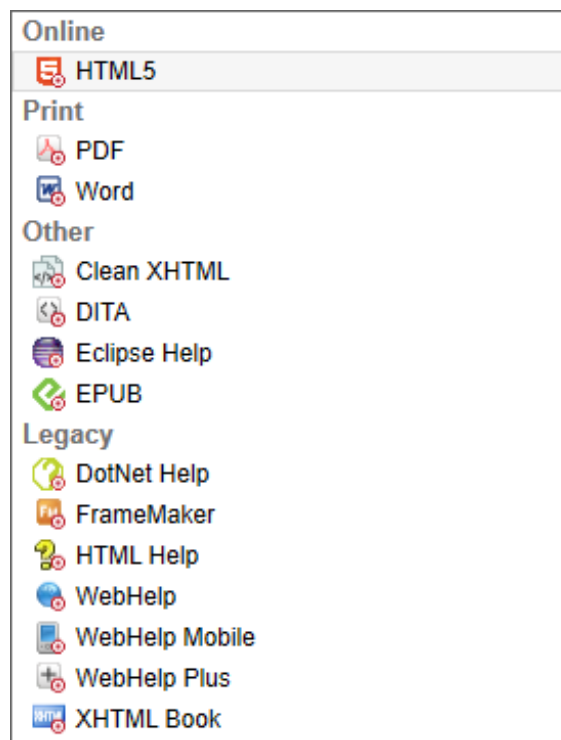 Online
HTML5
Print
PDF
Word
Other
Clean XHTML
DITA
Eclipse Help
EPUB
Legacy
DotNet Help
FrameMaker
HTML Help
WebHelp
WebHelp Mobile
WebHelp Plus
XHTML Book